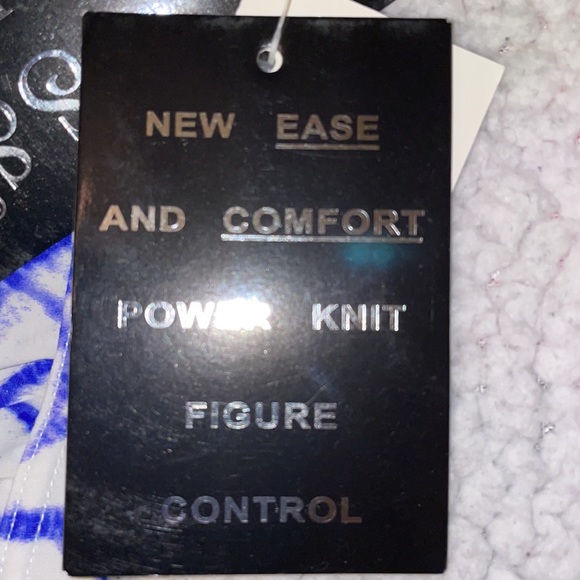 NEW EASE
AND COMFORT
POWER KNIT
FIGURE
CONTROL